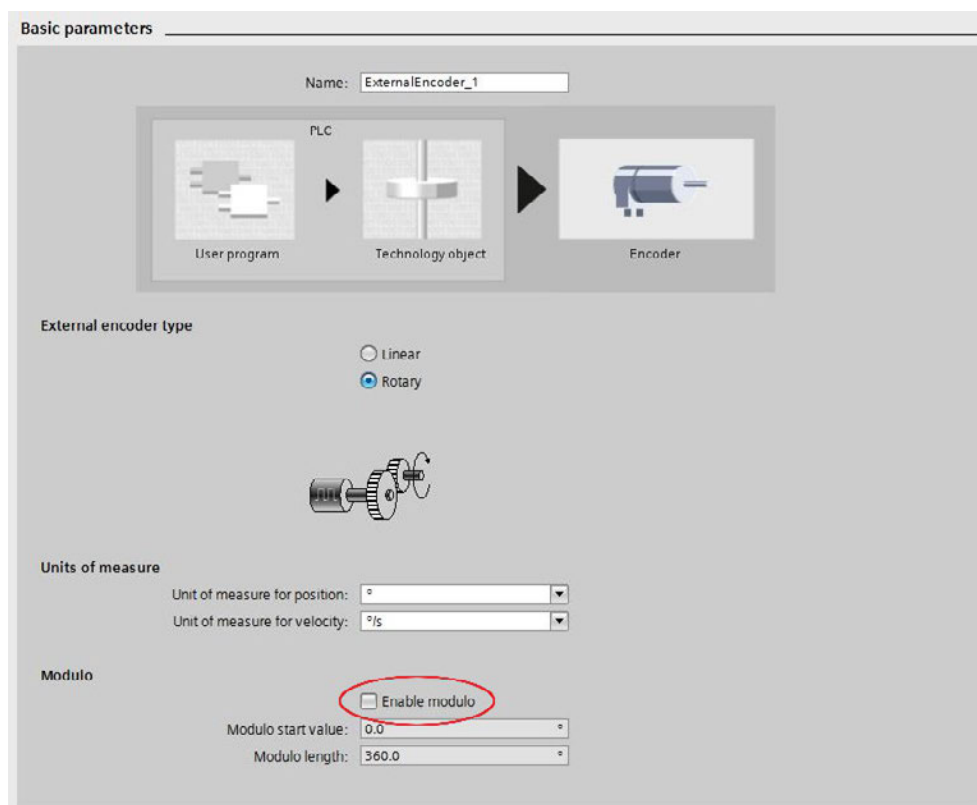 Basic parameters
Name: ExternalEncoder_1
PLC
User program Technology object Encoder
External encoder type
Linear
Rotary
Units of measure
Unit of measure for position: °
Unit of measure for velocity: °/s
Modulo
Enable modulo
Modulo start value: 0.0 °
Modulo length: 360.0 °